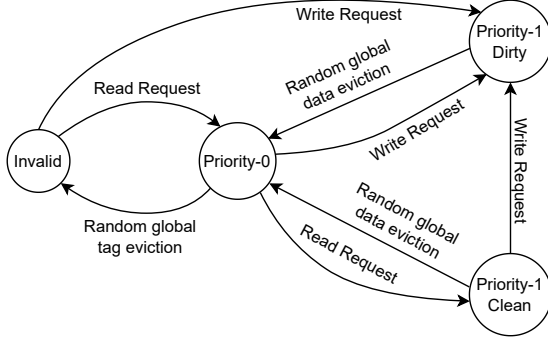 Write Request
Priority-1
Dirty
Random global
data eviction
Read Request
Write Request
Invalid
Priority-0
Write Request
Random global
data eviction
Random global
tag eviction
Read Request
Priority-1
Clean